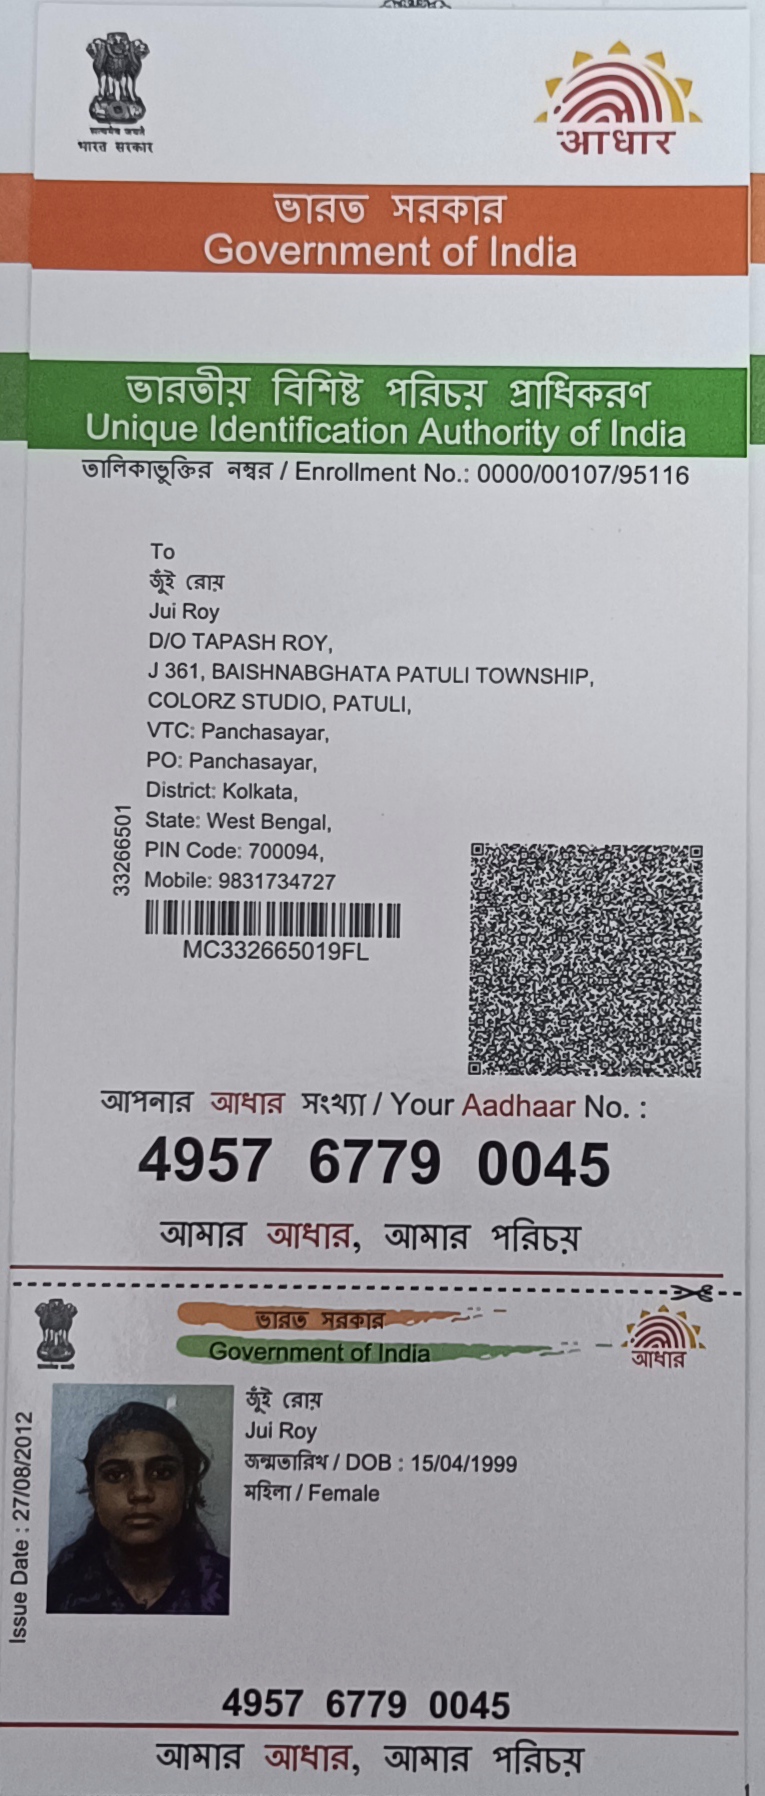 सत्यमेव जयते
भारत सरकार
आधार
ভারত সরকার
Government of India
ভারতীয় বিশিষ্ট পরিচয় প্রাধিকরণ
Unique Identification Authority of India
তালিকাভুক্তির নম্বর / Enrollment No.: 0000/00107/95116
To
জুঁই রোয়
Jui Roy
D/O TAPASH ROY,
J 361, BAISHNABGHATA PATULI TOWNSHIP,
COLORZ STUDIO, PATULI,
VTC: Panchasayar,
PO: Panchasayar,
District: Kolkata,
State: West Bengal,
PIN Code: 700094,
Mobile: 9831734727
33266501
MC332665019FL
আপনার আধার সংখ্যা / Your Aadhaar No. :
4957 6779 0045
আমার আধার, আমার পরিচয়
ভারত সরকার
Government of India
আধার
জুঁই রোয়
Jui Roy
জন্মতারিখ / DOB : 15/04/1999
মহিলা / Female
Issue Date : 27/08/2012
4957 6779 0045
আমার আধার, আমার পরিচয়